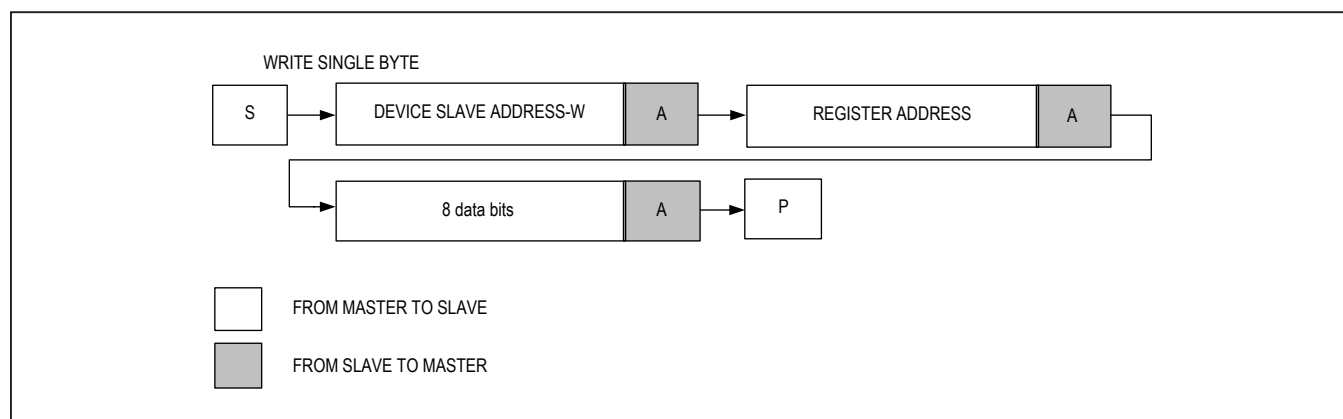 WRITE SINGLE BYTE
S DEVICE SLAVE ADDRESS-W A REGISTER ADDRESS A
8 data bits A P
FROM MASTER TO SLAVE
FROM SLAVE TO MASTER